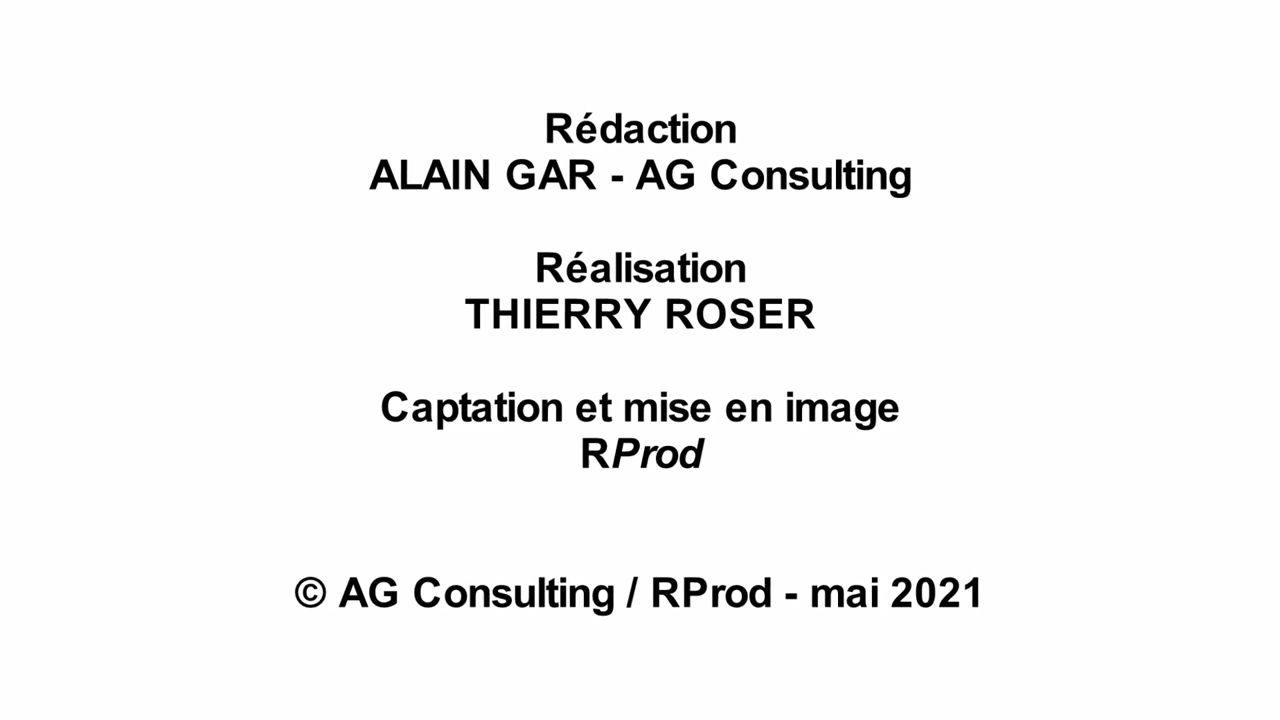 Rédaction
ALAIN GAR - AG Consulting
Réalisation
THIERRY ROSER
Captation et mise en image
RProd
© AG Consulting / RProd - mai 2021